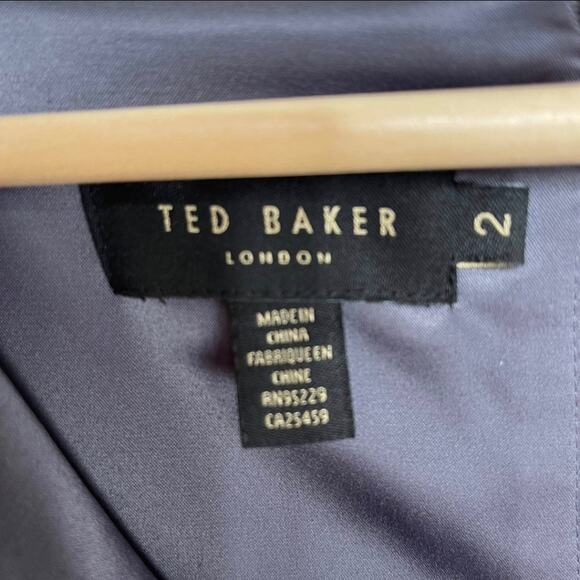 TED BAKER
LONDON
2
MADE IN
CHINA
FABRIQUE EN
CHINE
RN95229
CA25459